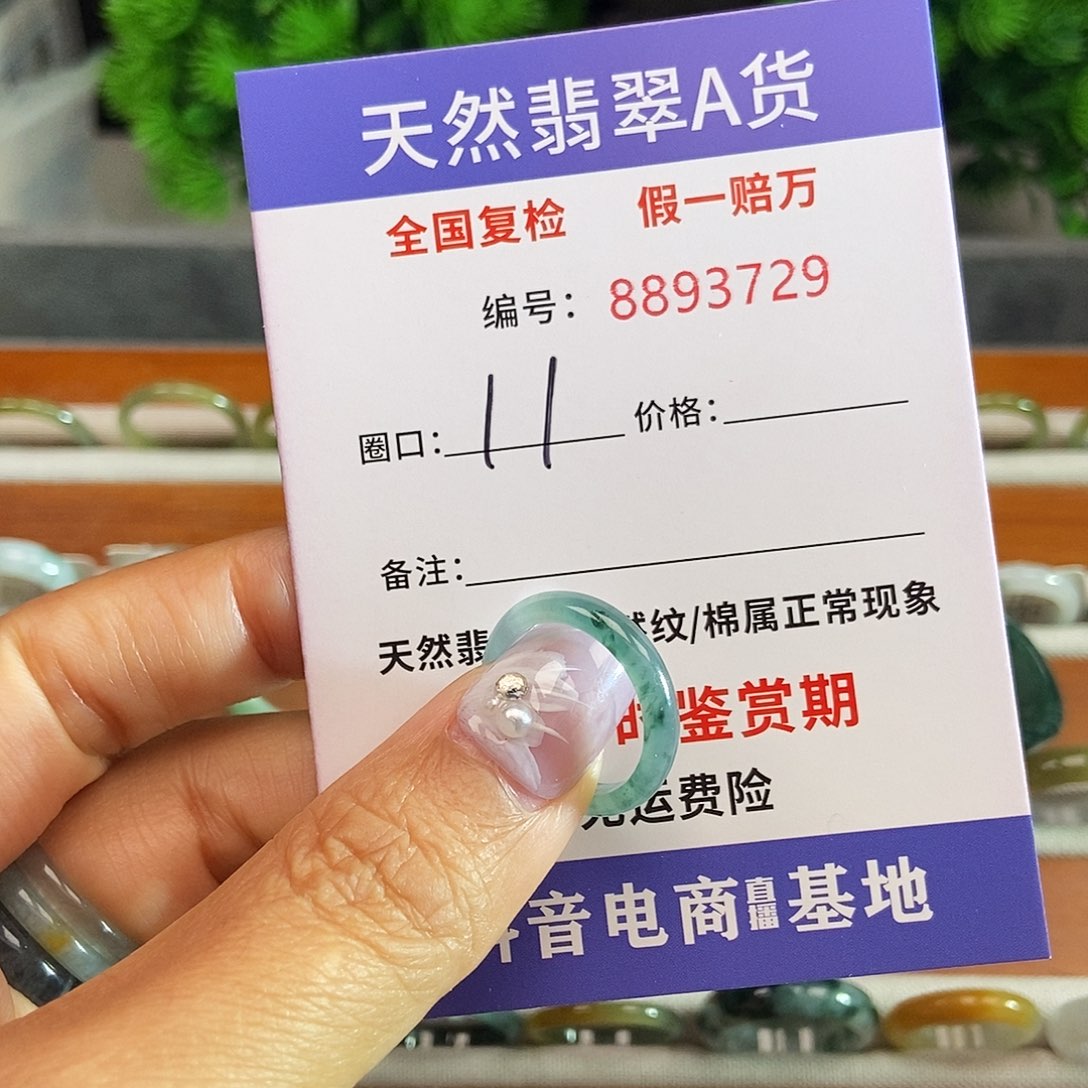 天然翡翠A货
全国复检 假一赔万
编号：8893729
圈口：11 价格：
备注：
天然翡 纹/棉属正常现象
鉴赏期
运费险
音电商直播基地